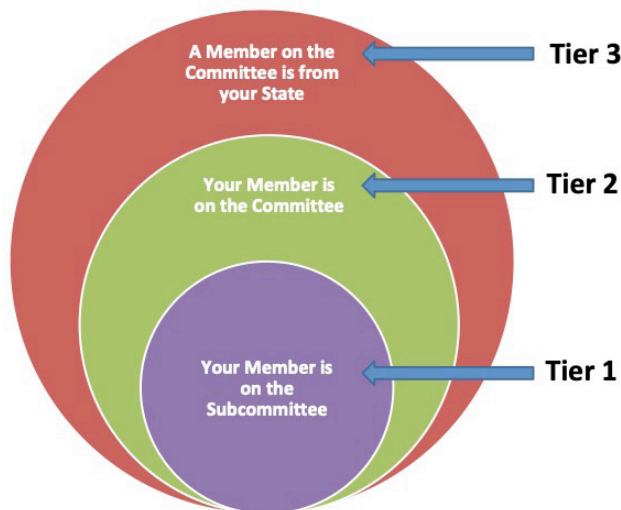 A Member on the
Committee is from
your State
Tier 3
Your Member is
on the Committee
Tier 2
Your Member is
on the
Subcommittee
Tier 1